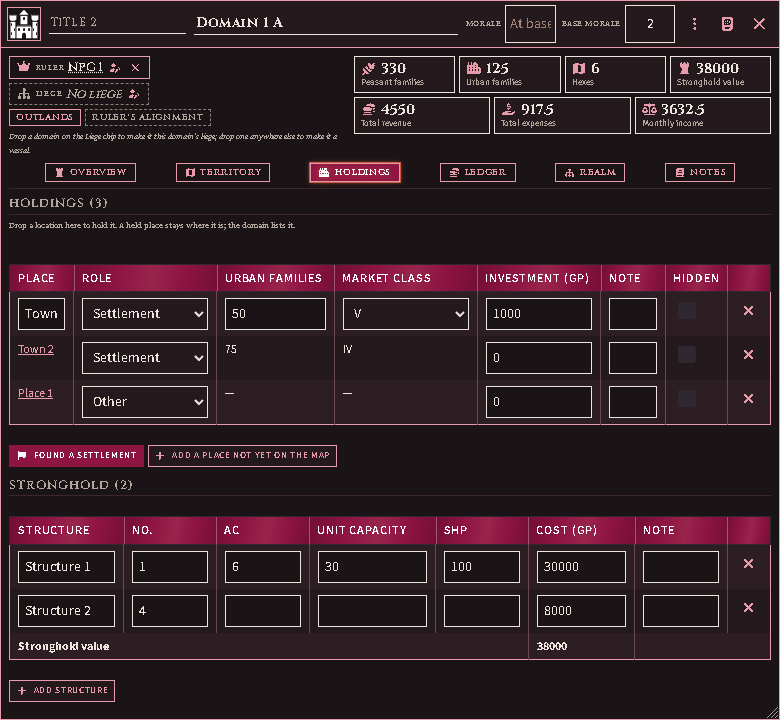 TITLE 2
DOMAIN 1 A
MORALE At base
BASE MORALE 2
RULER NPC 1
LIEGE NO LIEGE
OUTLANDS RULER'S ALIGNMENT
Drop a domain on the Liege chip to make it this domain's liege; drop one anywhere else to make it a vassal.
330
Peasant families
125
Urban families
6
Hexes
38000
Stronghold value
4550
Total revenue
917.5
Total expenses
3632.5
Monthly income
OVERVIEW TERRITORY HOLDINGS LEDGER REALM NOTES
HOLDINGS (3)
Drop a location here to hold it. A held place stays where it is; the domain lists it.
PLACE ROLE URBAN FAMILIES MARKET CLASS INVESTMENT (GP) NOTE HIDDEN
Town Settlement 50 V 1000
Town 2 Settlement 75 IV 0
Place 1 Other — — 0
FOUND A SETTLEMENT + ADD A PLACE NOT YET ON THE MAP
STRONGHOLD (2)
STRUCTURE NO. AC UNIT CAPACITY SHP COST (GP) NOTE
Structure 1 1 6 30 100 30000
Structure 2 4 8000
Stronghold value 38000
+ ADD STRUCTURE